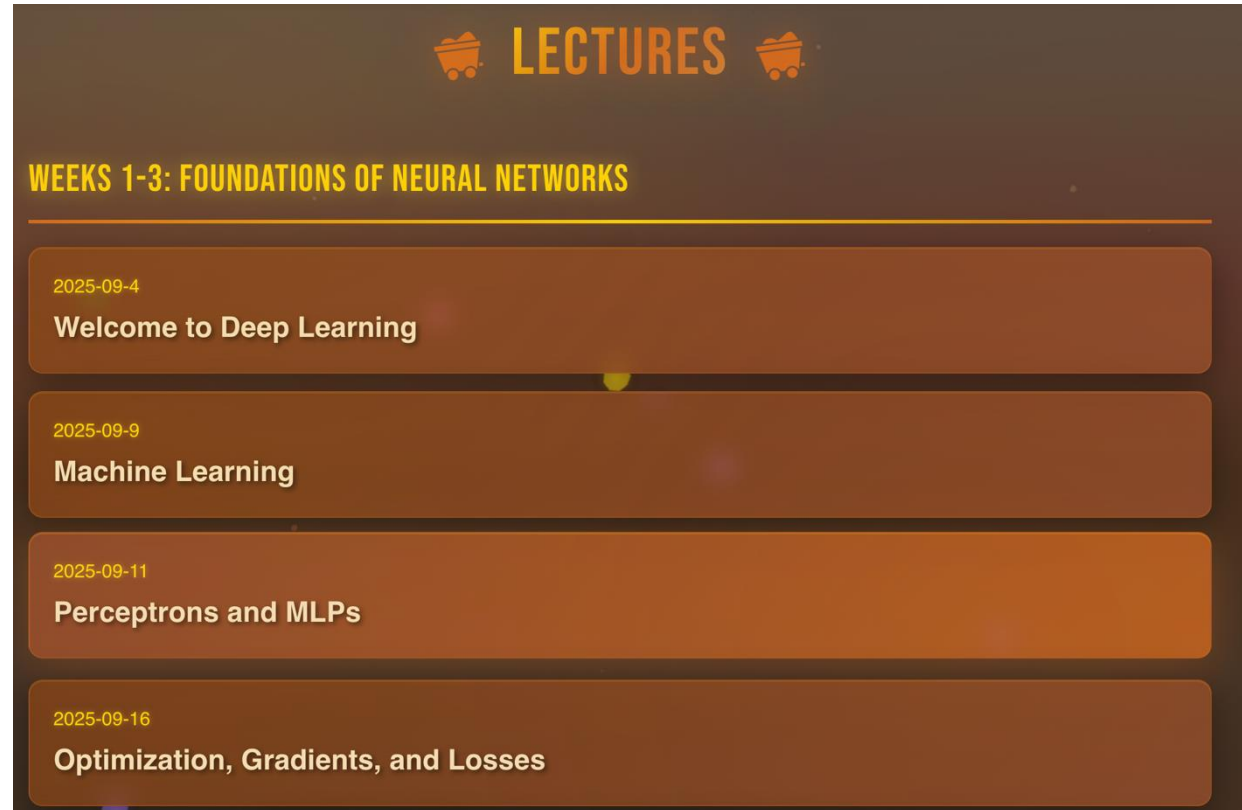 LECTURES
WEEKS 1-3: FOUNDATIONS OF NEURAL NETWORKS
2025-09-4
Welcome to Deep Learning
2025-09-9
Machine Learning
2025-09-11
Perceptrons and MLPs
2025-09-16
Optimization, Gradients, and Losses